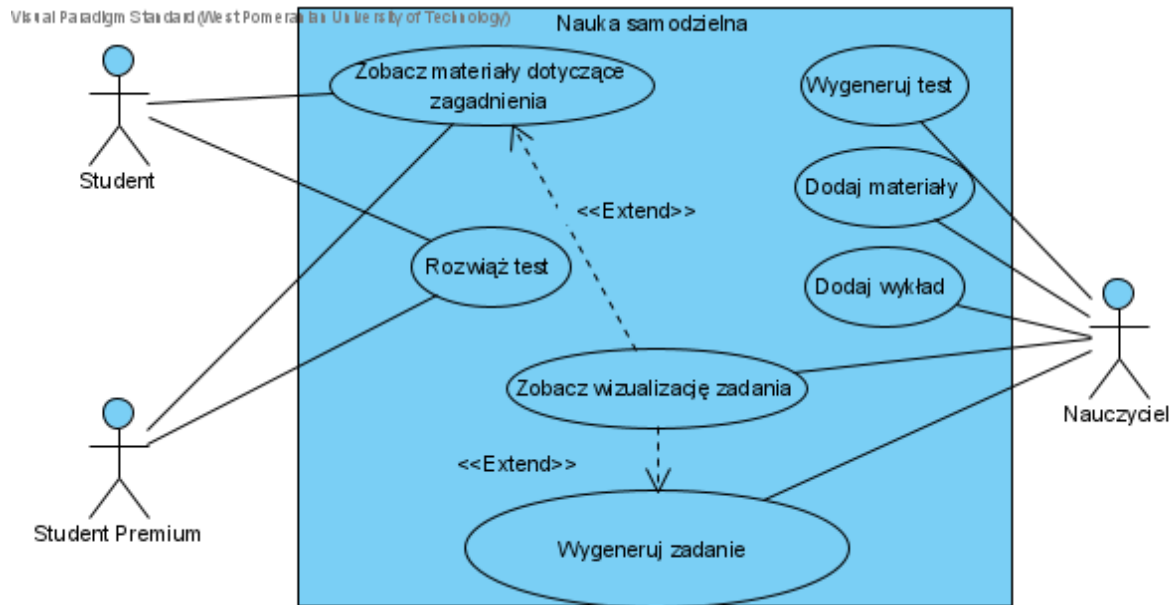 Visual Paradigm Standard(West Pomeranian University of Technology)
Nauka samodzielna
Zobacz materiały dotyczące
zagadnienia
Wygeneruj test
Student
Dodaj materiały
<<Extend>>
Rozwiąż test
Dodaj wykład
Zobacz wizualizację zadania
Nauczyciel
<<Extend>>
Student Premium
Wygeneruj zadanie